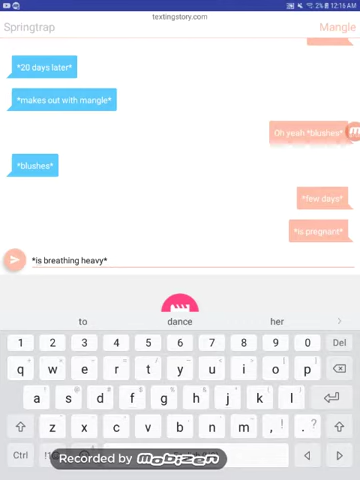 2% 12:16 AM
textingstory.com
Springtrap Mangle
*20 days later*
*makes out with mangle*
Oh yeah *blushes*
*blushes*
*few days*
*is pregnant*
*is breathing heavy*
to dance her
1 2 3 4 5 6 7 8 9 0 Del
q w e r t y u i o p
a s d f g h j k l
z x c v b n m , ! . ?
Ctrl
Recorded by mobizen